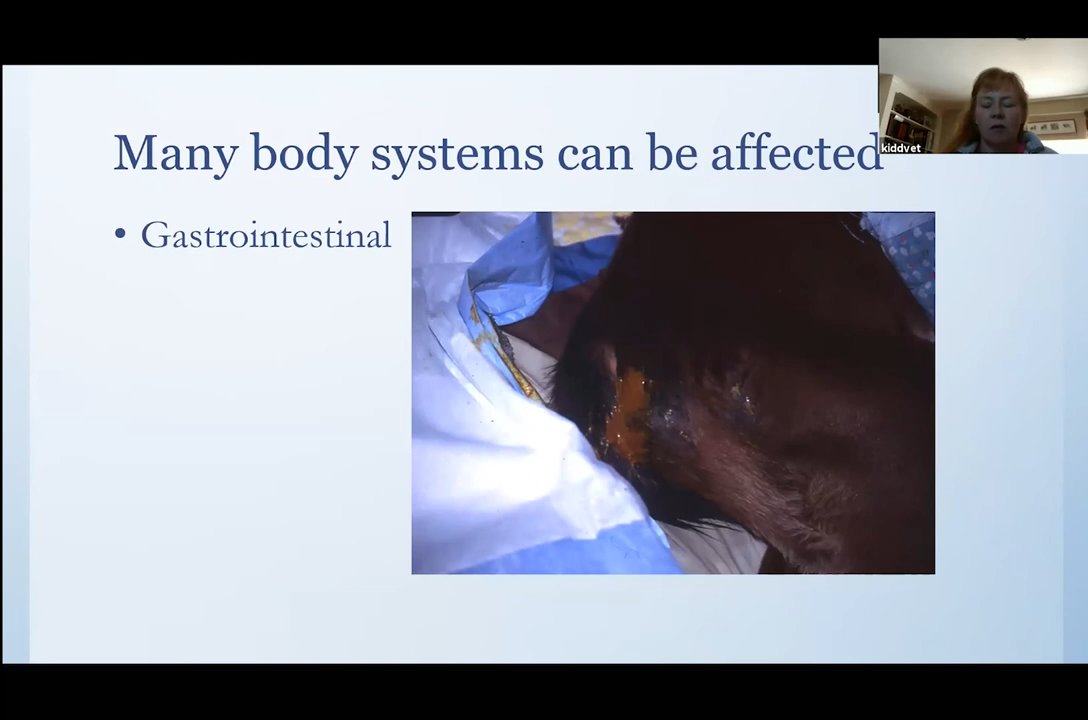 Many body systems can be affected
kiddvet
• Gastrointestinal